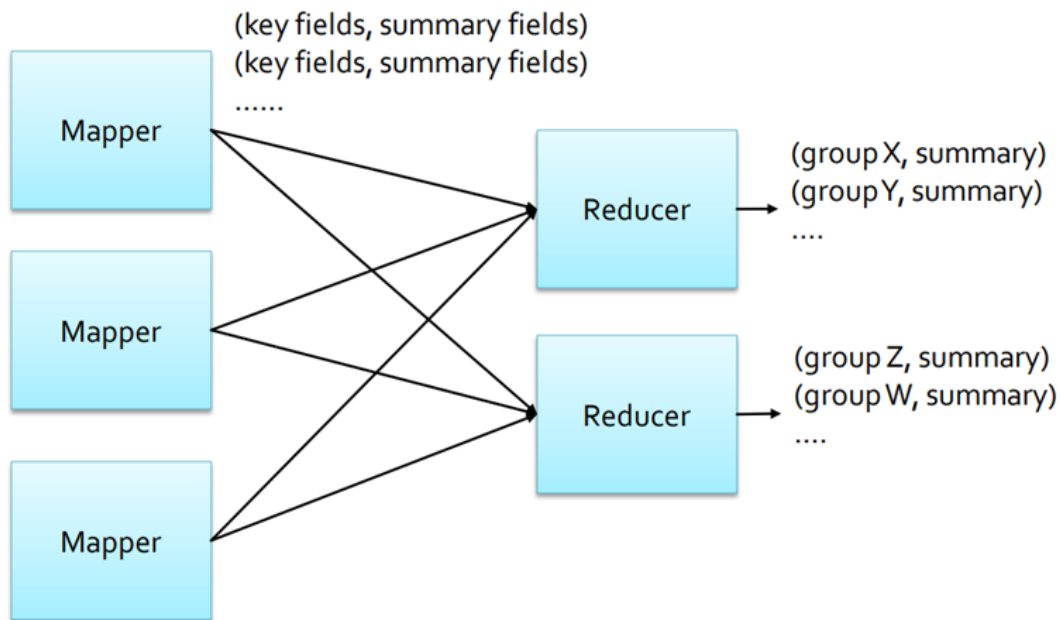 (key fields, summary fields)
(key fields, summary fields)
......
Mapper
Mapper
Mapper
Reducer
(group X, summary)
(group Y, summary)
....
Reducer
(group Z, summary)
(group W, summary)
....